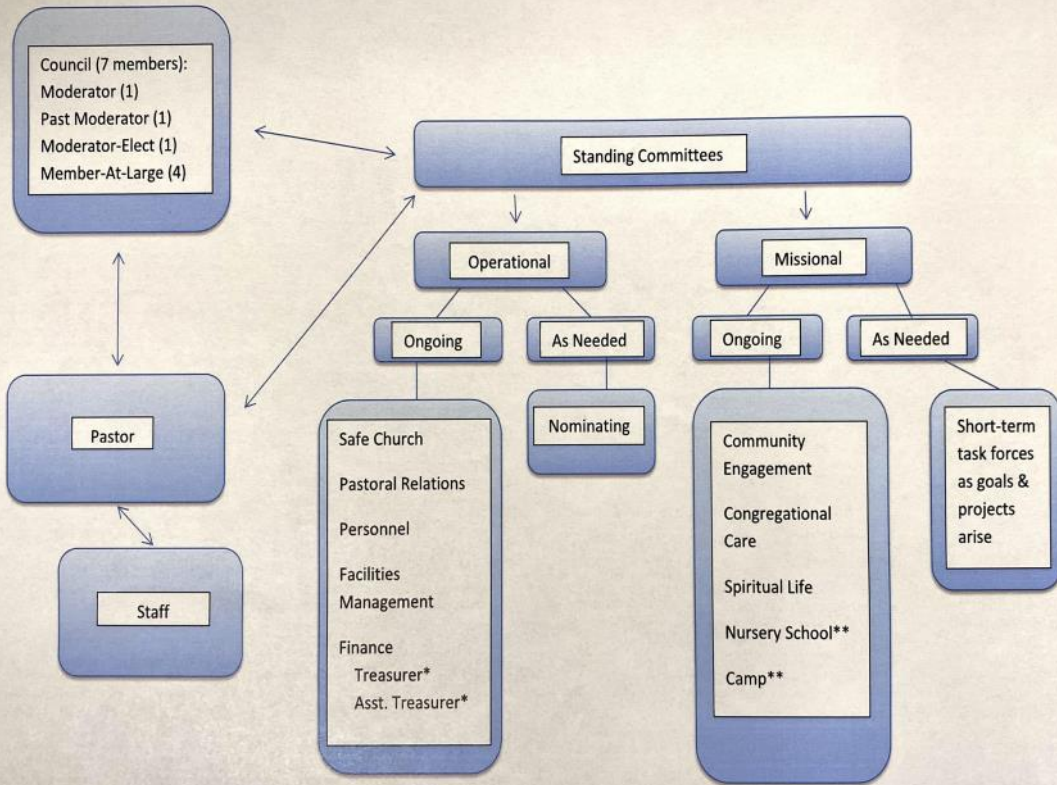 Council (7 members):
Moderator (1)
Past Moderator (1)
Moderator-Elect (1)
Member-At-Large (4)
Standing Committees
Operational
Missional
Ongoing
As Needed
Ongoing
As Needed
Pastor
Staff
Safe Church
Pastoral Relations
Personnel
Facilities
Management
Finance
Treasurer*
Asst. Treasurer*
Nominating
Community
Engagement
Congregational
Care
Spiritual Life
Nursery School**
Camp**
Short-term
task forces
as goals &
projects
arise